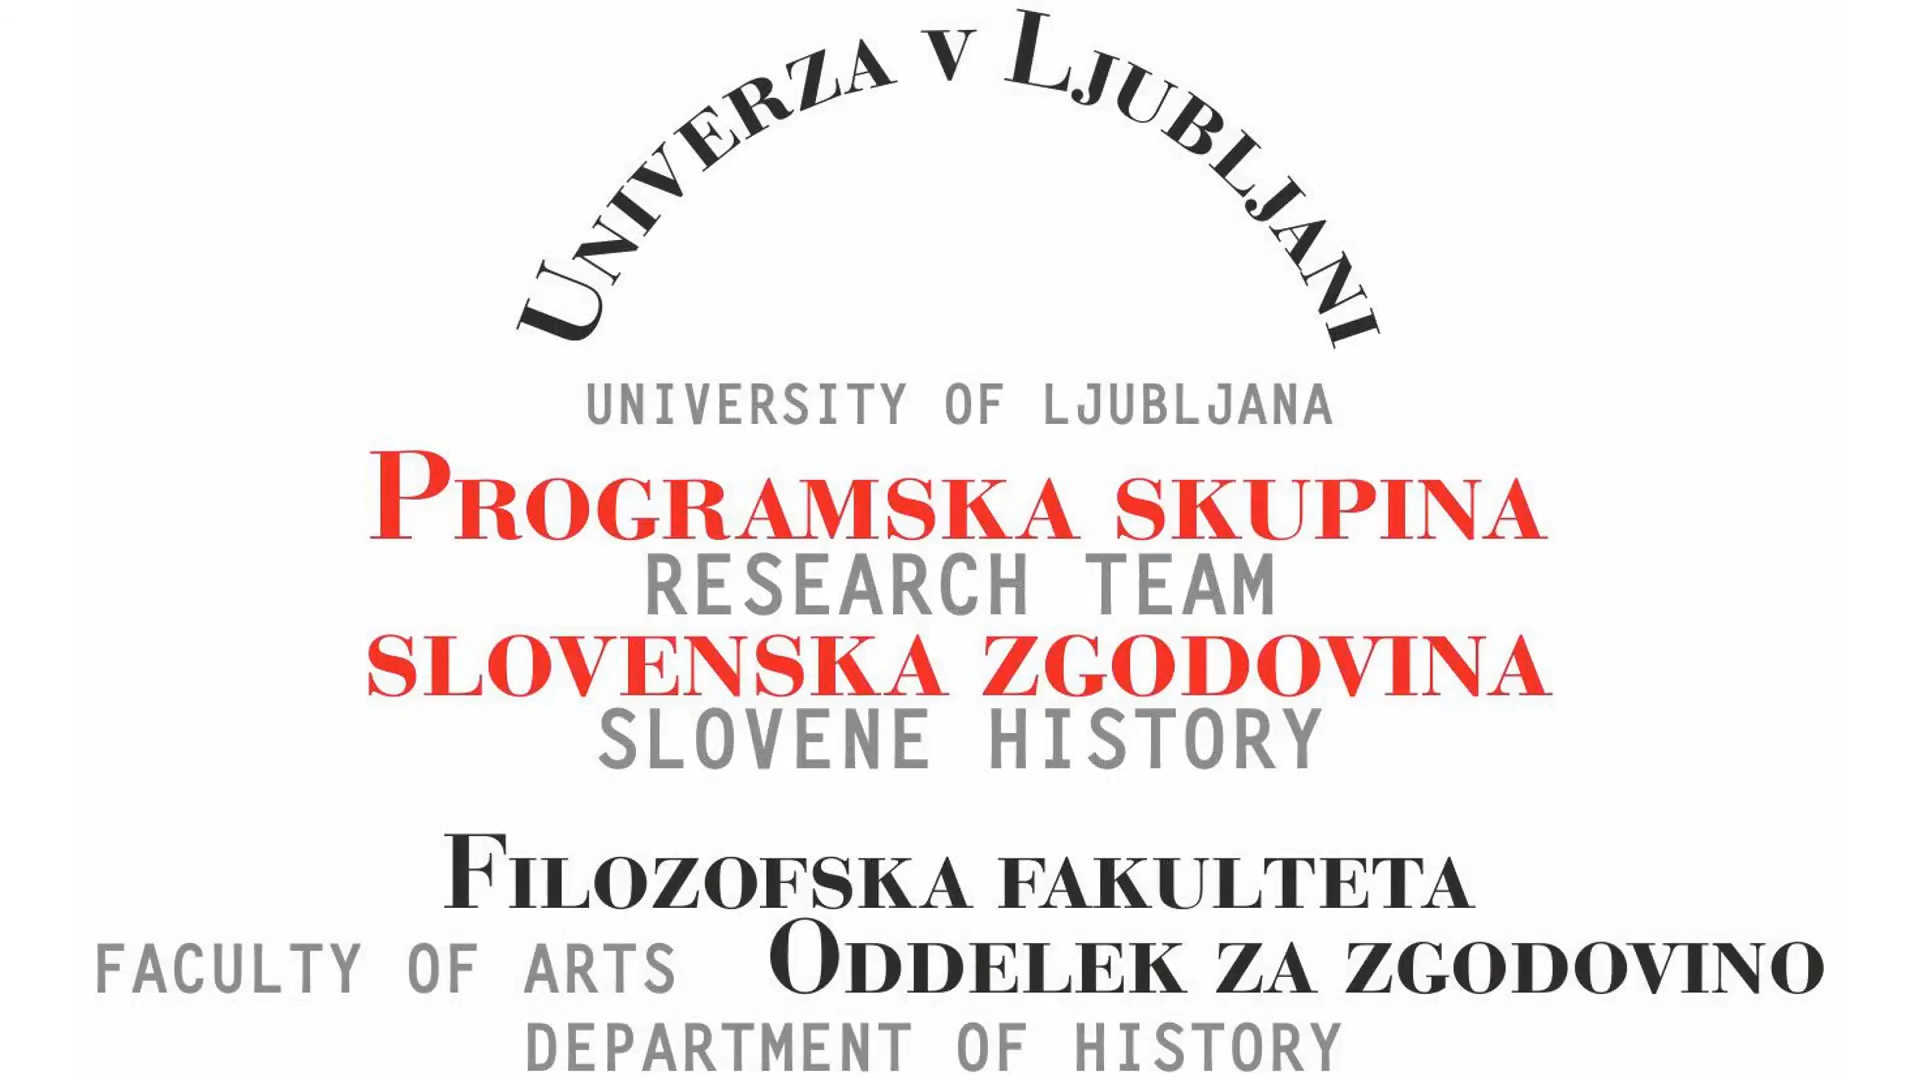 Univerza v Ljubljani
UNIVERSITY OF LJUBLJANA
Programska skupina
RESEARCH TEAM
slovenska zgodovina
SLOVENE HISTORY
Filozofska fakulteta
FACULTY OF ARTS Oddelek za zgodovino
DEPARTMENT OF HISTORY